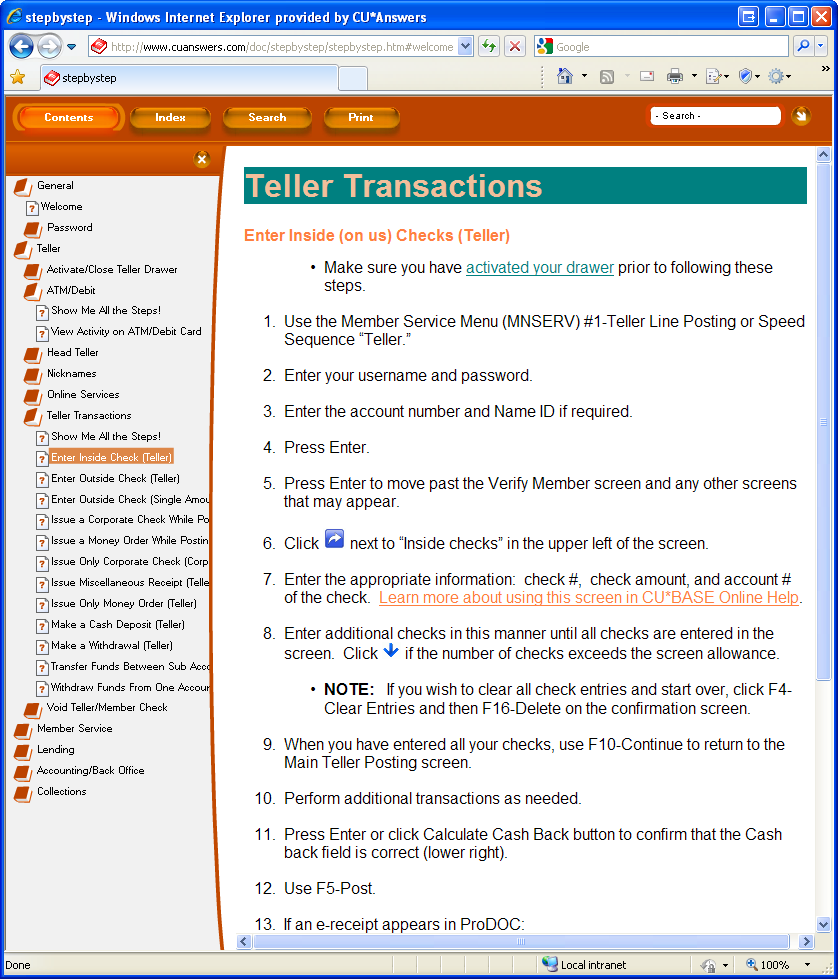 stepbystep - Windows Internet Explorer provided by CU*Answers
http://www.cuanswers.com/doc/stepbystep/stepbystep.htm#welcome
Google
stepbystep
Contents
Index
Search
Print
- Search -
General
Welcome
Password
Teller
Activate/Close Teller Drawer
ATM/Debit
Show Me All the Steps!
View Activity on ATM/Debit Card
Head Teller
Nicknames
Online Services
Teller Transactions
Show Me All the Steps!
Enter Inside Check (Teller)
Enter Outside Check (Teller)
Enter Outside Check (Single Amou
Issue a Corporate Check While Po
Issue a Money Order While Postin
Issue Only Corporate Check (Corp
Issue Miscellaneous Receipt (Telle
Issue Only Money Order (Teller)
Make a Cash Deposit (Teller)
Make a Withdrawal (Teller)
Transfer Funds Between Sub Acco
Withdraw Funds From One Accour
Void Teller/Member Check
Member Service
Lending
Accounting/Back Office
Collections
Teller Transactions
Enter Inside (on us) Checks (Teller)
• Make sure you have activated your drawer prior to following these
steps.
1. Use the Member Service Menu (MNSERV) #1-Teller Line Posting or Speed
Sequence “Teller.”
2. Enter your username and password.
3. Enter the account number and Name ID if required.
4. Press Enter.
5. Press Enter to move past the Verify Member screen and any other screens
that may appear.
6. Click next to “Inside checks” in the upper left of the screen.
7. Enter the appropriate information: check #, check amount, and account #
of the check. Learn more about using this screen in CU*BASE Online Help.
8. Enter additional checks in this manner until all checks are entered in the
screen. Click if the number of checks exceeds the screen allowance.
• NOTE: If you wish to clear all check entries and start over, click F4-
Clear Entries and then F16-Delete on the confirmation screen.
9. When you have entered all your checks, use F10-Continue to return to the
Main Teller Posting screen.
10. Perform additional transactions as needed.
11. Press Enter or click Calculate Cash Back button to confirm that the Cash
back field is correct (lower right).
12. Use F5-Post.
13. If an e-receipt appears in ProDOC:
Done
Local intranet
100%